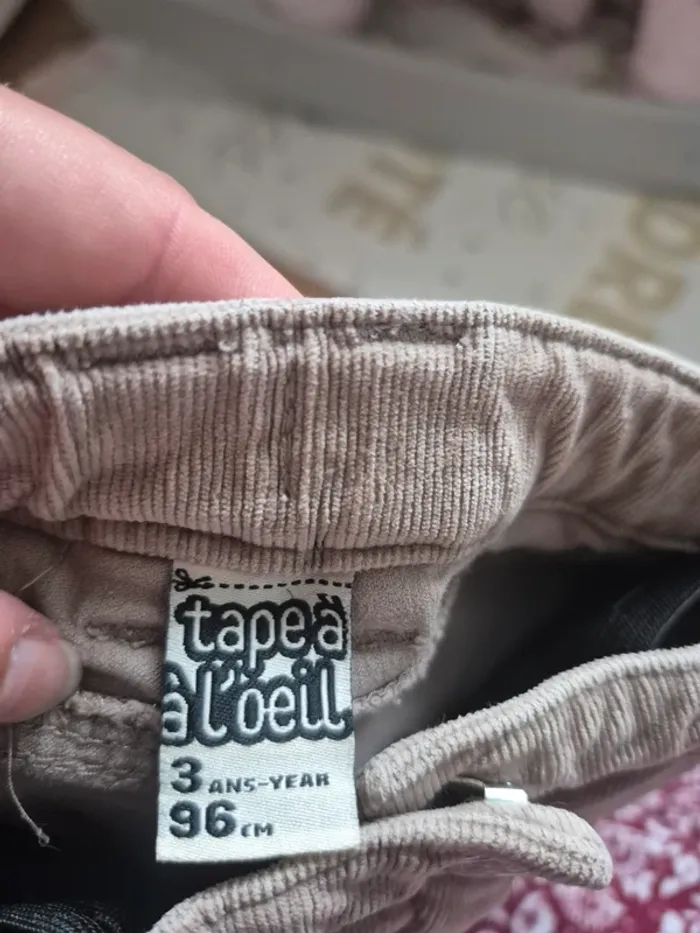 tape à
à l'oeil
3 ANS-YEAR
96 CM